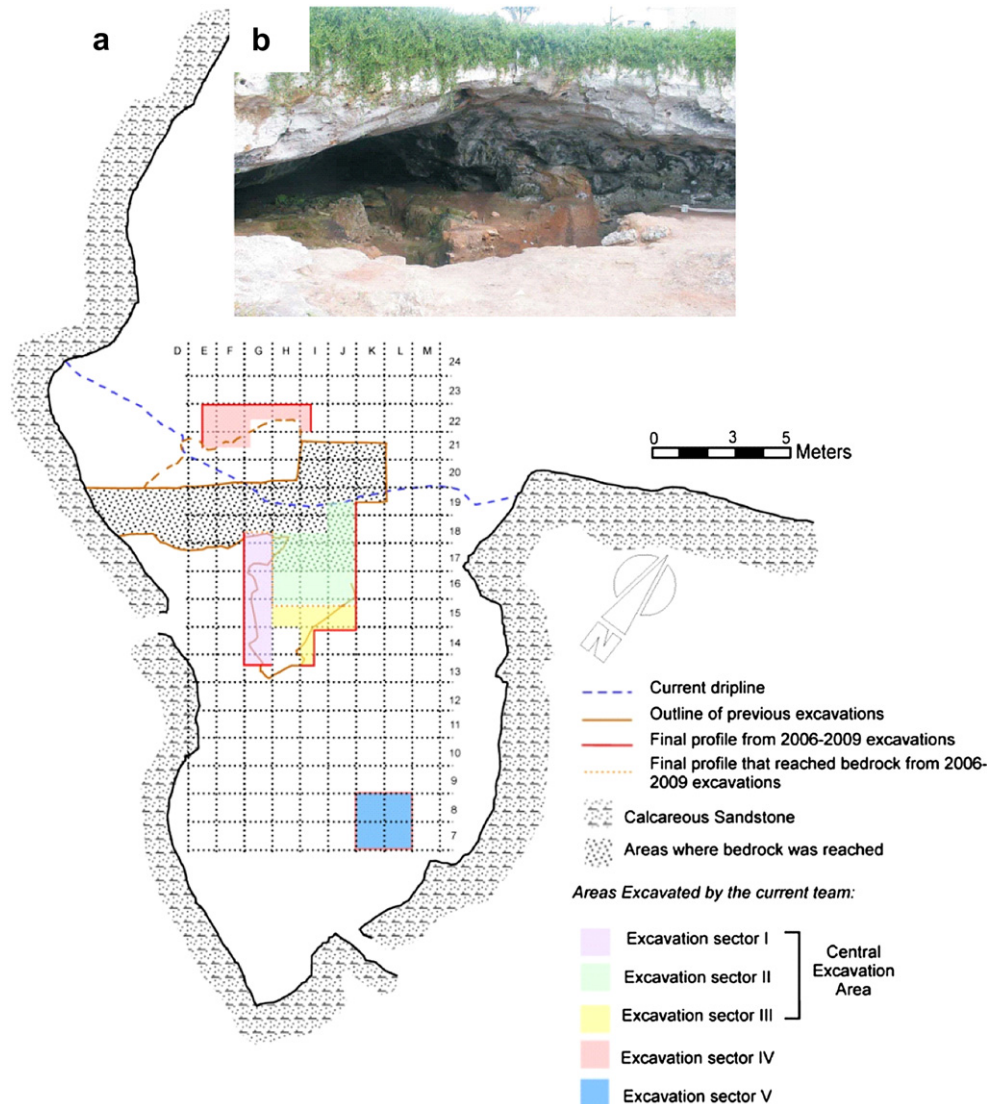 a
b
D E F G H I J K L M
24
23
22
21
20
19
18
17
16
15
14
13
12
11
10
9
8
7
0 3 5
Meters
N
Current dripline
Outline of previous excavations
Final profile from 2006-2009 excavations
Final profile that reached bedrock from 2006-
2009 excavations
Calcareous Sandstone
Areas where bedrock was reached
Areas Excavated by the current team:
Excavation sector I
Excavation sector II
Excavation sector III
Central
Excavation
Area
Excavation sector IV
Excavation sector V